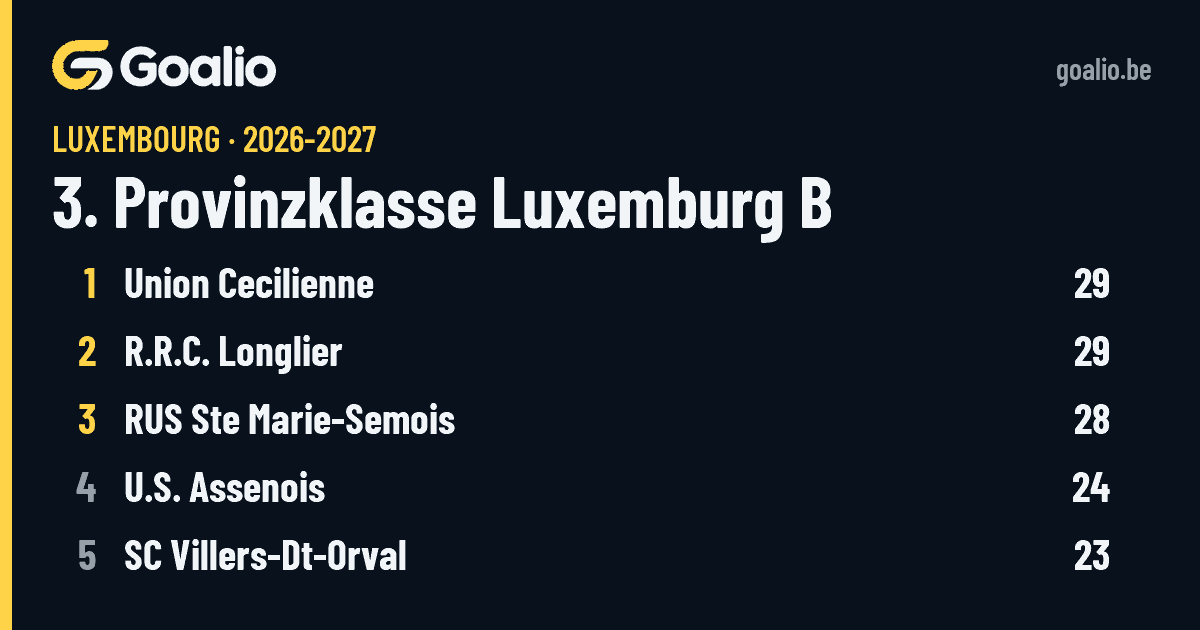 Goalio
goalio.be
LUXEMBOURG · 2026-2027
3. Provinzklasse Luxemburg B
1 Union Cecilienne 29
2 R.R.C. Longlier 29
3 RUS Ste Marie-Semois 28
4 U.S. Assenois 24
5 SC Villers-Dt-Orval 23